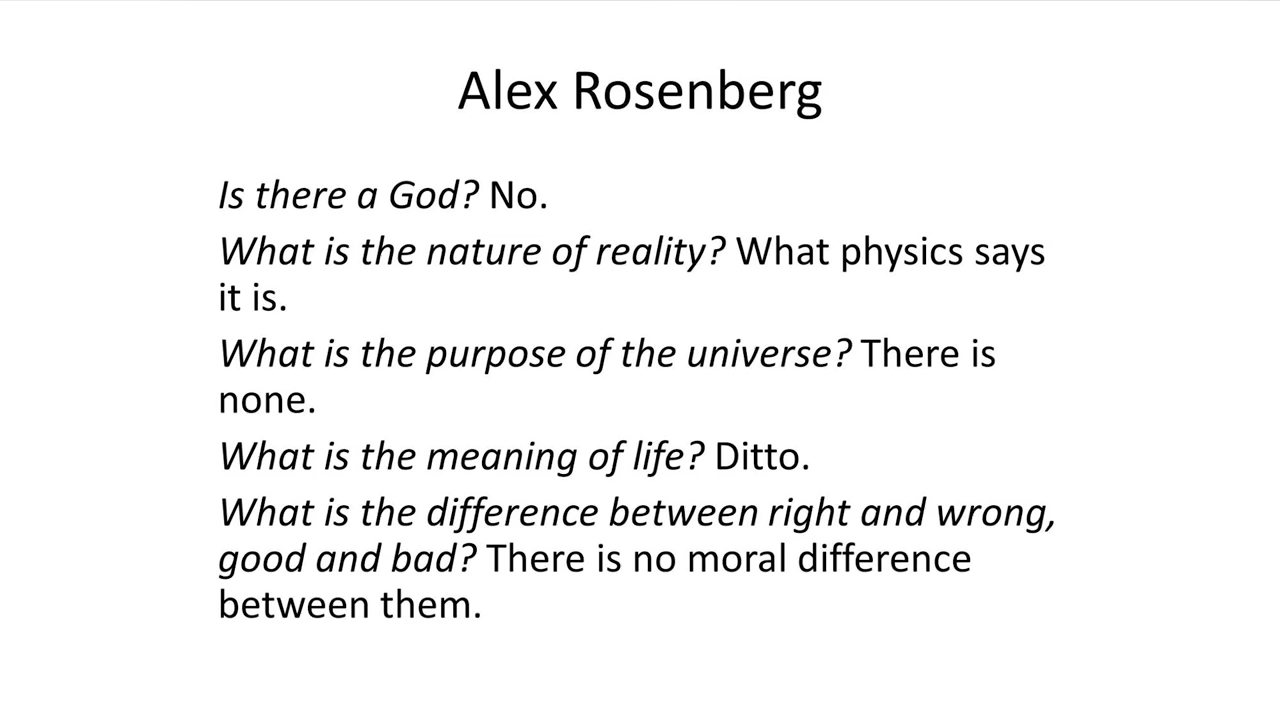 Alex Rosenberg
Is there a God? No.
What is the nature of reality? What physics says
it is.
What is the purpose of the universe? There is
none.
What is the meaning of life? Ditto.
What is the difference between right and wrong,
good and bad? There is no moral difference
between them.